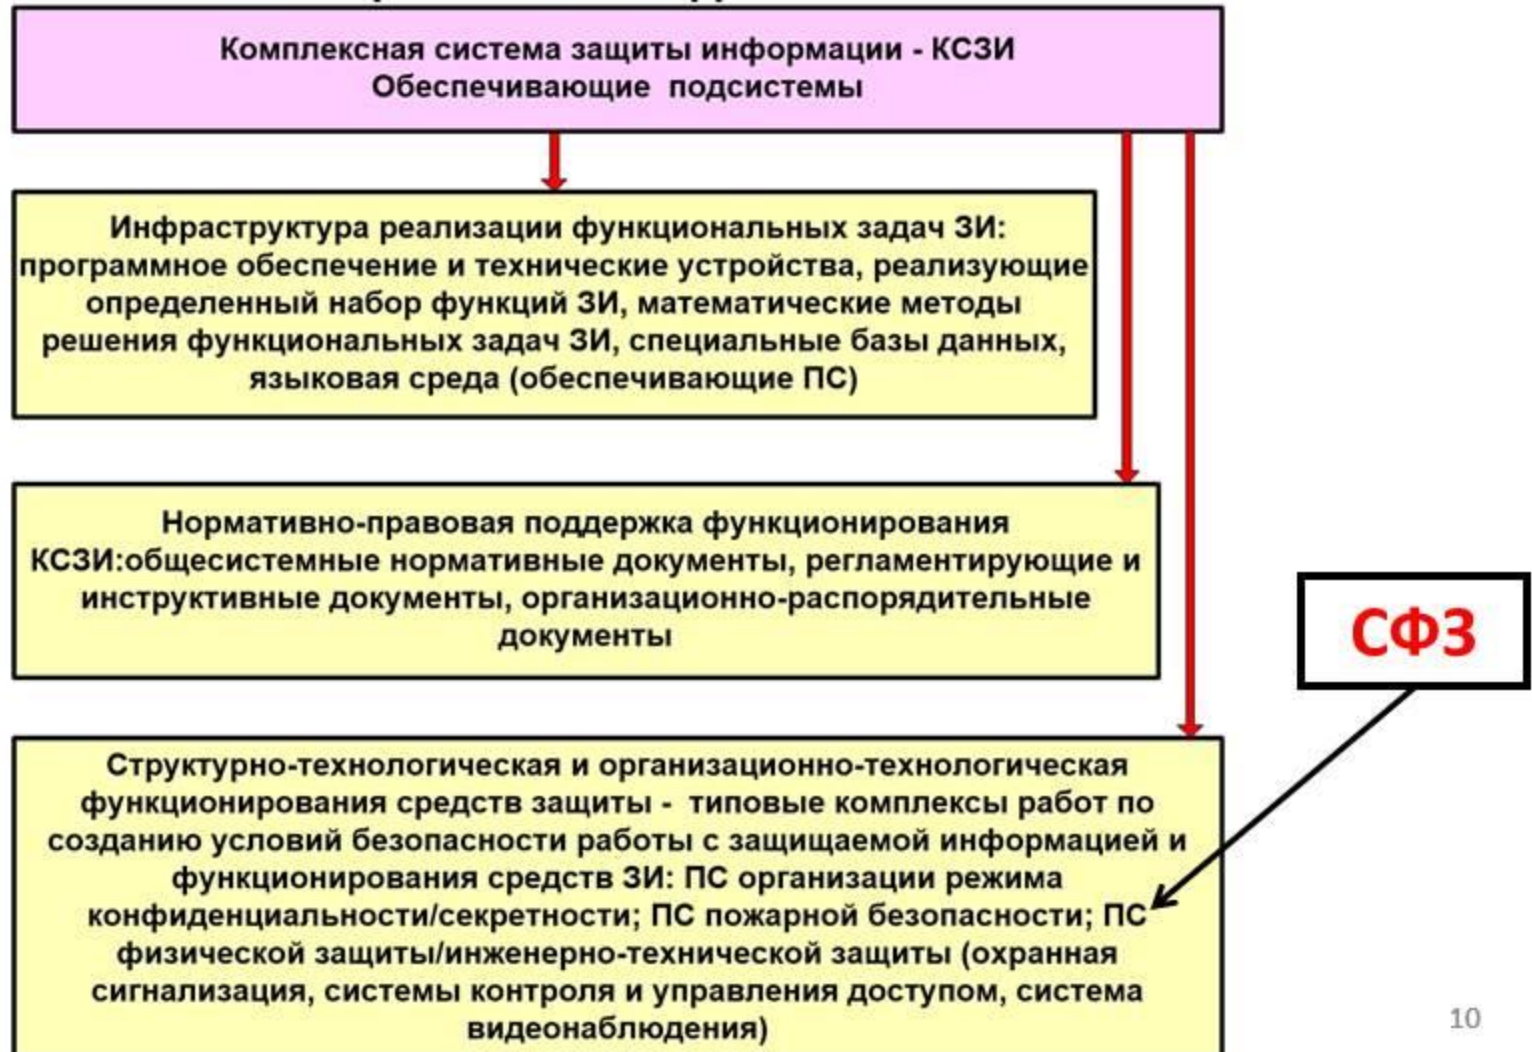 Комплексная система защиты информации - КСЗИ
Обеспечивающие подсистемы
Инфраструктура реализации функциональных задач ЗИ:
программное обеспечение и технические устройства, реализующие
определенный набор функций ЗИ, математические методы
решения функциональных задач ЗИ, специальные базы данных,
языковая среда (обеспечивающие ПС)
Нормативно-правовая поддержка функционирования
КСЗИ:общесистемные нормативные документы, регламентирующие и
инструктивные документы, организационно-распорядительные
документы
СФЗ
Структурно-технологическая и организационно-технологическая
функционирования средств защиты - типовые комплексы работ по
созданию условий безопасности работы с защищаемой информацией и
функционирования средств ЗИ: ПС организации режима
конфиденциальности/секретности; ПС пожарной безопасности; ПС
физической защиты/инженерно-технической защиты (охранная
сигнализация, системы контроля и управления доступом, система
видеонаблюдения)
10